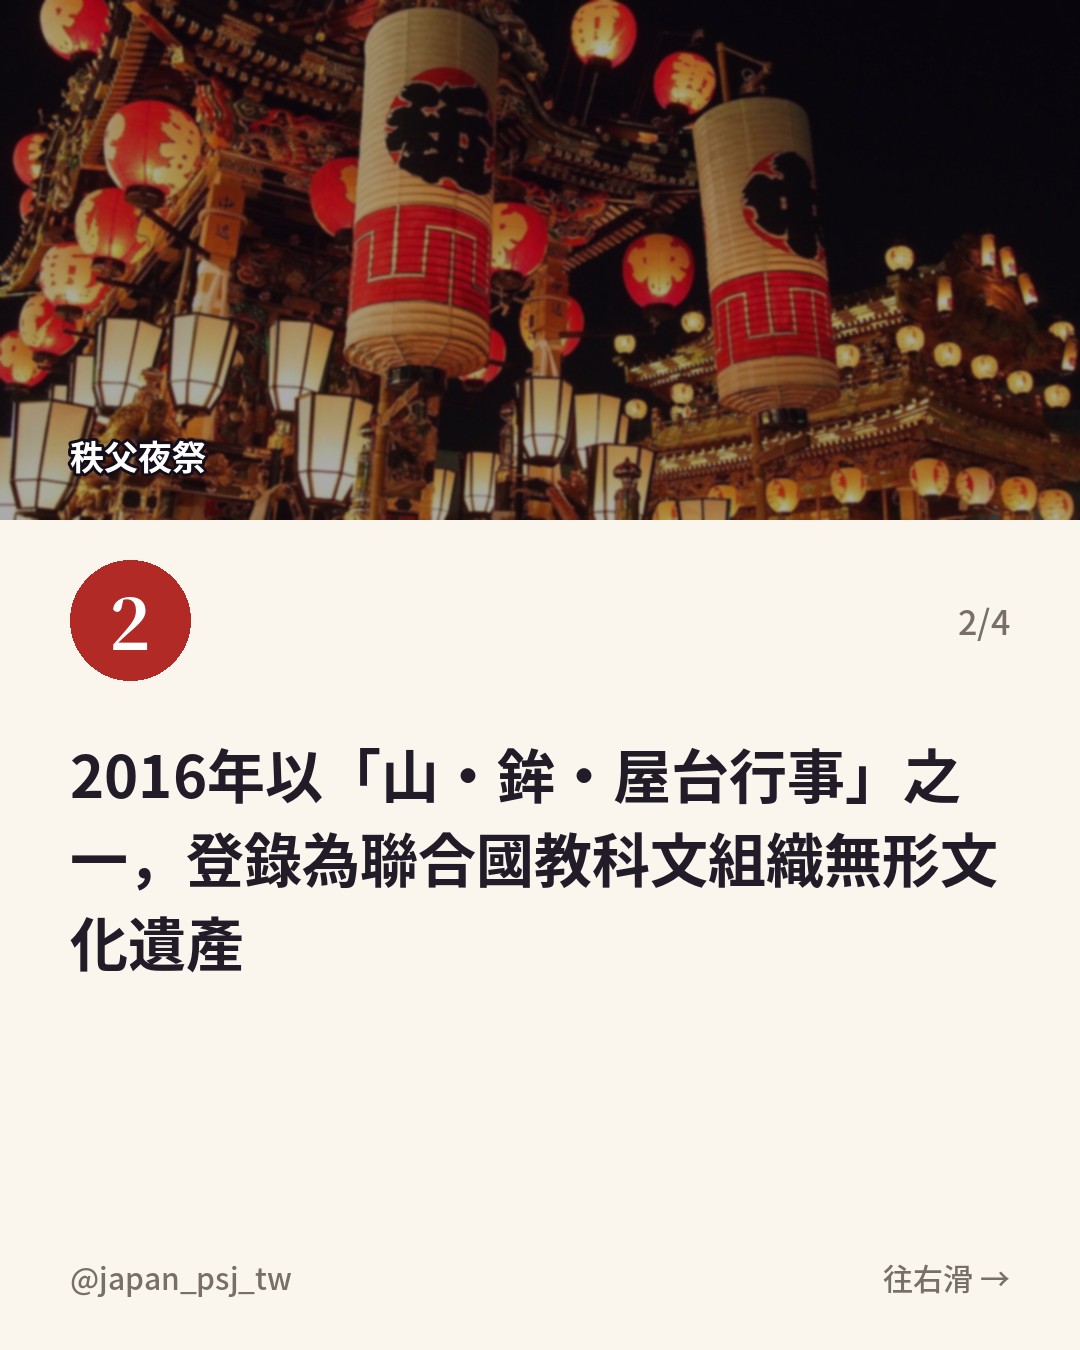 秩父夜祭
2
2/4
2016年以「山・鉾・屋台行事」之
一，登錄為聯合國教科文組織無形文
化遺產
@japan_psj_tw
往右滑 →